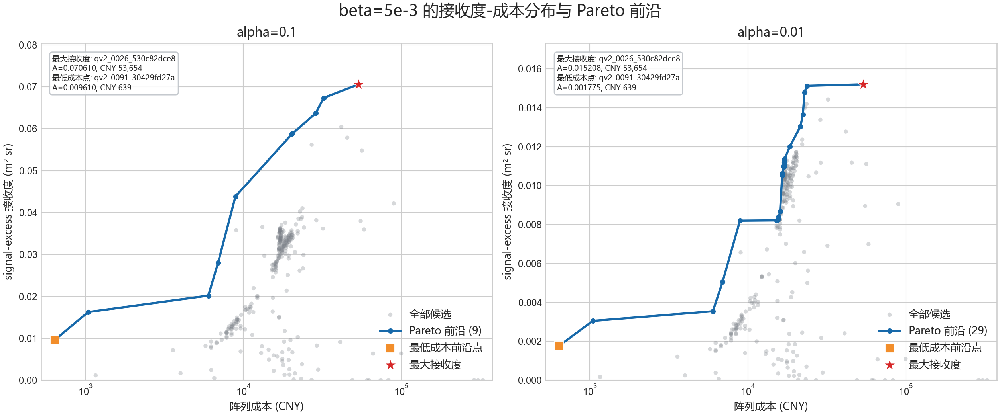 beta=5e-3 的接收度-成本分布与 Pareto 前沿
alpha=0.1
0.08
0.07
0.06
0.05
0.04
0.03
0.02
0.01
0.00
signal-excess 接收度 (m² sr)
最大接收度: qv2_0026_530c82dce8
A=0.070610, CNY 53,654
最低成本点: qv2_0091_30429fd27a
A=0.009610, CNY 639
全部候选
Pareto 前沿 (9)
最低成本前沿点
最大接收度
10³
10⁴
10⁵
阵列成本 (CNY)
alpha=0.01
0.016
0.014
0.012
0.010
0.008
0.006
0.004
0.002
0.000
signal-excess 接收度 (m² sr)
最大接收度: qv2_0026_530c82dce8
A=0.015208, CNY 53,654
最低成本点: qv2_0091_30429fd27a
A=0.001775, CNY 639
全部候选
Pareto 前沿 (29)
最低成本前沿点
最大接收度
10³
10⁴
10⁵
阵列成本 (CNY)